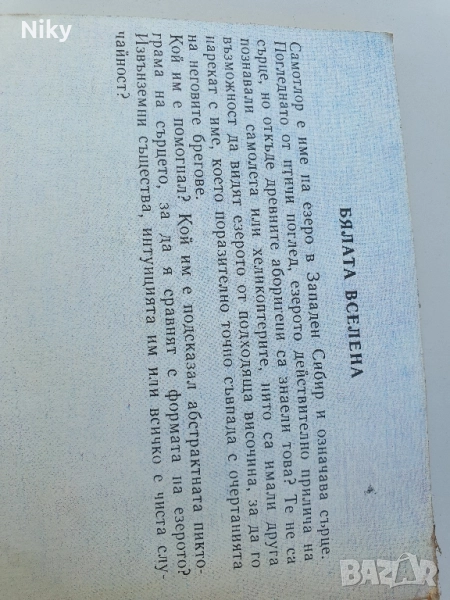 Niky
БЯЛАТА ВСЕЛЕНА
Самотлор е име на езеро в Западен Сибир и означава сърце.
Погледнато от птичи поглед, езерото действително прилича на
сърце, но откъде древните аборигени са знаели това? Те не са
познавали самолета или хеликоптерите, нито са имали друга
възможност да видят езерото от подходяща височина, за да го
нарекат с име, което поразително точно съвпада с очертанията
на неговите брегове.
Кой им е помогнал? Кой им е подсказал абстрактната пикто-
грама на сърцето, за да я сравнят с формата на езерото?
Извънземни същества, интуицията им или всичко е чиста слу-
чайност?
BAZAR.bg